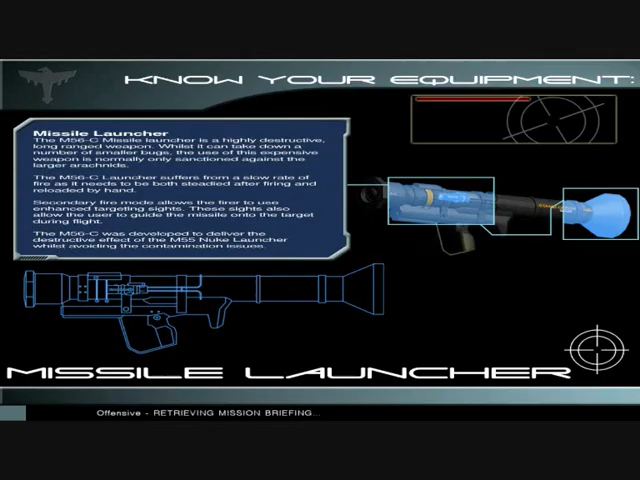 KNOW YOUR EQUIPMENT:
Missile Launcher
The M56-C Missile launcher is a highly destructive,
long ranged weapon. Whilst it can take down a
number of smaller bugs, the use of this expensive
weapon is normally only sanctioned against the
larger arachnids.
The M56-C Launcher suffers from a slow rate of
fire as it needs to be both steadied after firing and
reloaded by hand.
Secondary fire mode allows the firer to use
enhanced targeting sights. These sights also
allow the user to guide the missile onto the target
during flight.
The M56-C was developed to deliver the
destructive effect of the M55 Nuke Launcher
whilst avoiding the contamination issues.
MISSILE LAUNCHER
Offensive - RETRIEVING MISSION BRIEFING...